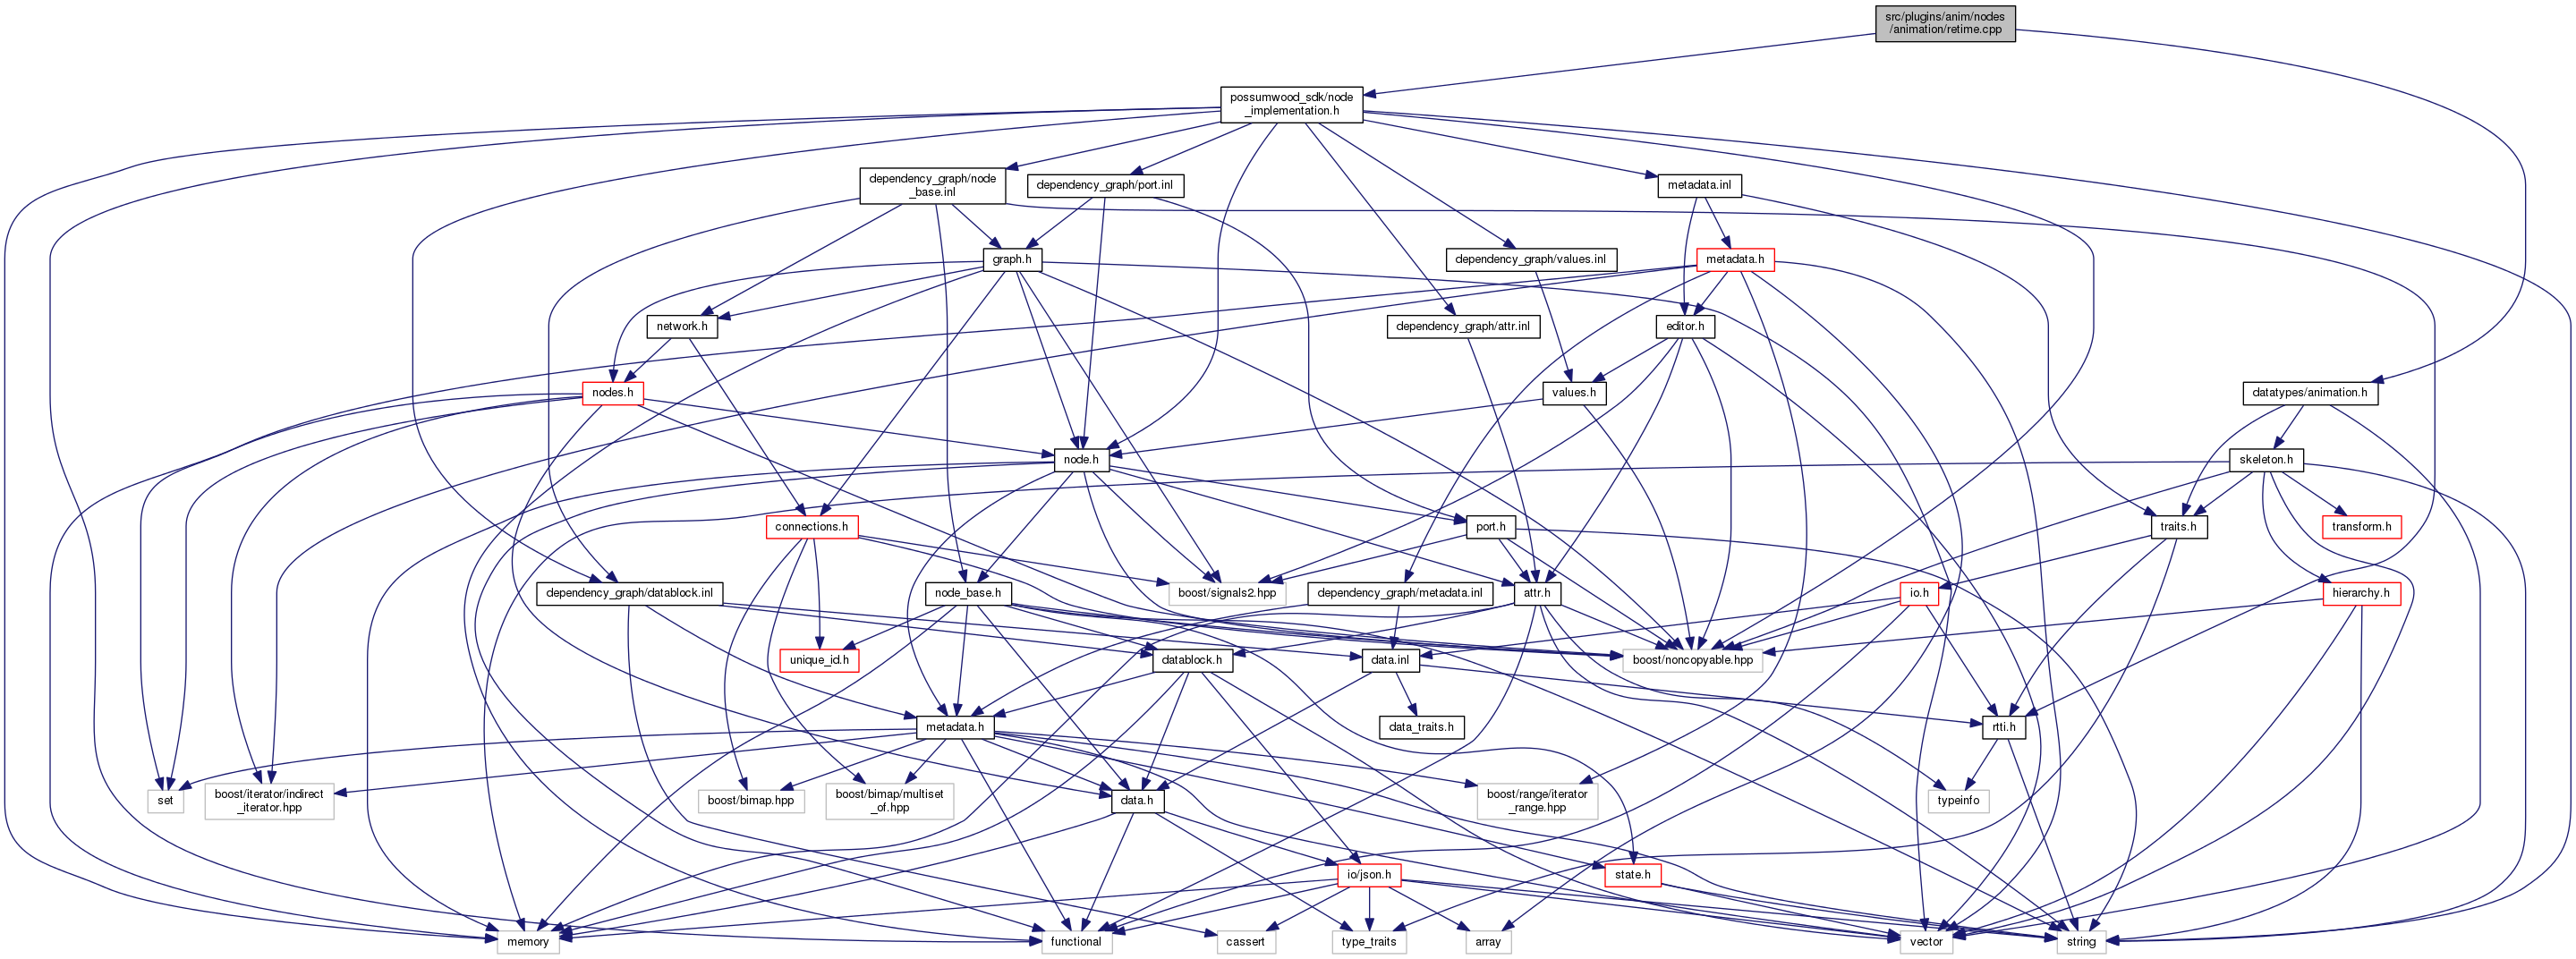 src/plugins/anim/nodes
/animation/retime.cpp
possumwood_sdk/node
_implementation.h
dependency_graph/node
_base.inl
dependency_graph/port.inl
metadata.inl
graph.h
dependency_graph/values.inl
metadata.h
network.h
dependency_graph/attr.inl
editor.h
nodes.h
values.h
datatypes/animation.h
node.h
skeleton.h
connections.h
port.h
traits.h
transform.h
dependency_graph/datablock.inl
node_base.h
boost/signals2.hpp
dependency_graph/metadata.inl
attr.h
io.h
hierarchy.h
unique_id.h
datablock.h
data.inl
boost/noncopyable.hpp
metadata.h
data_traits.h
rtti.h
set
boost/iterator/indirect
_iterator.hpp
boost/bimap.hpp
boost/bimap/multiset
_of.hpp
data.h
boost/range/iterator
_range.hpp
typeinfo
io/json.h
state.h
memory
functional
cassert
type_traits
array
vector
string